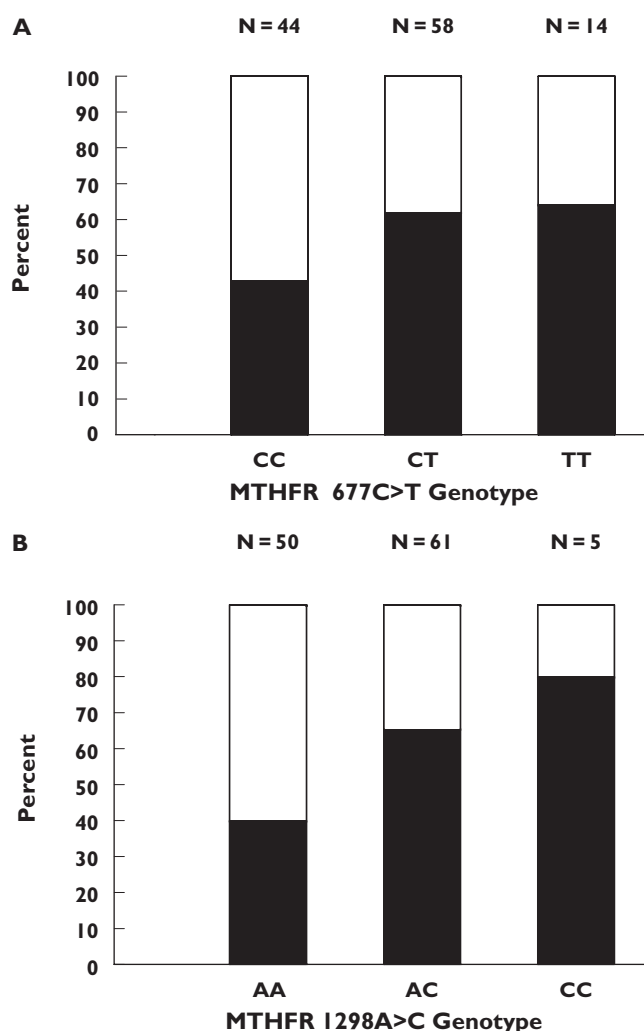 A
N = 44 N = 58 N = 14
100
90
80
70
60
50
40
30
20
10
0
Percent
CC CT TT
MTHFR 677C>T Genotype
B
N = 50 N = 61 N = 5
100
90
80
70
60
50
40
30
20
10
0
Percent
AA AC CC
MTHFR 1298A>C Genotype